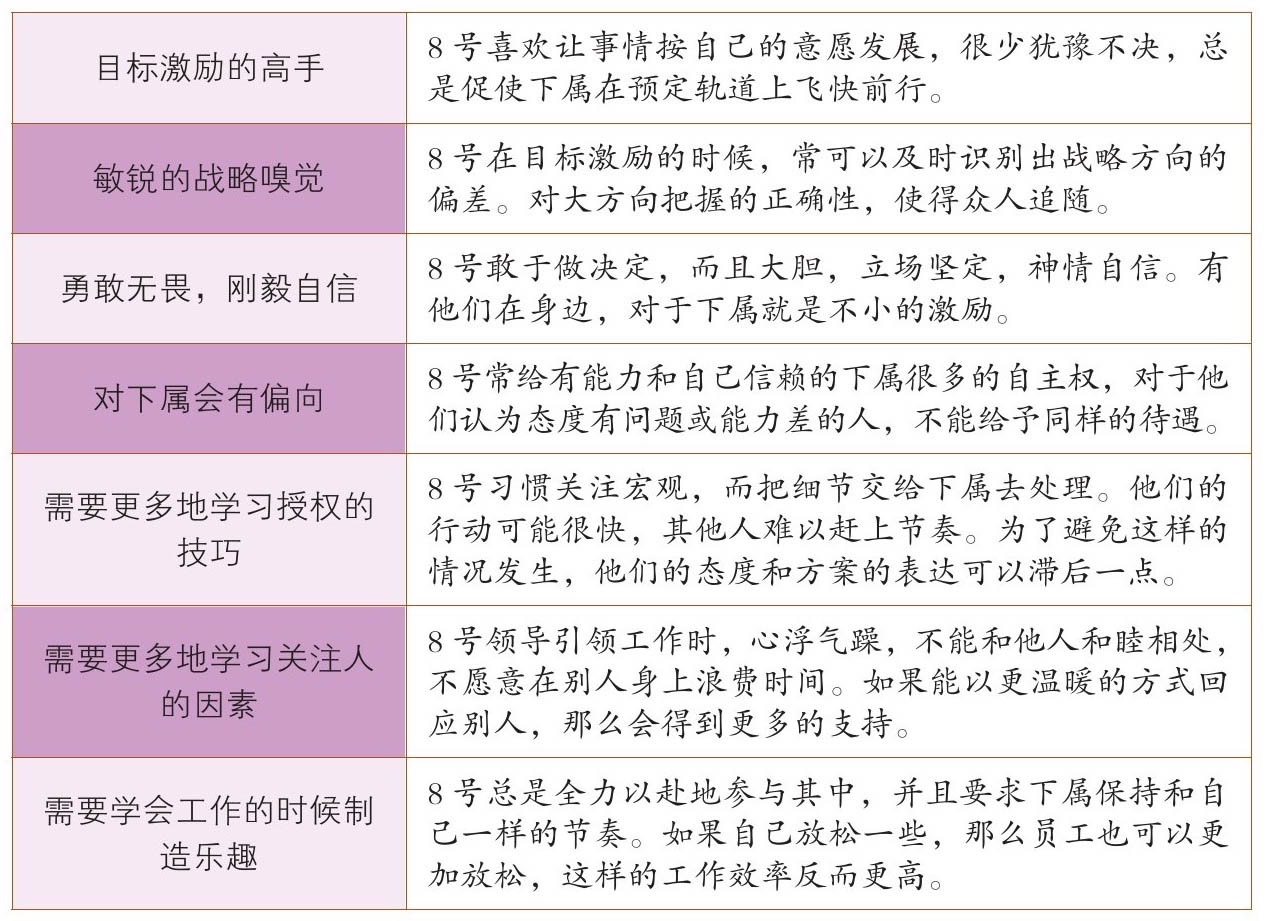 目标激励的高手
8 号喜欢让事情按自己的意愿发展，很少犹豫不决，总
是促使下属在预定轨道上飞快前行。
敏锐的战略嗅觉
8 号在目标激励的时候，常可以及时识别出战略方向的
偏差。对大方向把握的正确性，使得众人追随。
勇敢无畏，刚毅自信
8 号敢于做决定，而且大胆，立场坚定，神情自信。有
他们在身边，对于下属就是不小的激励。
对下属会有偏向
8 号常给有能力和自己信赖的下属很多的自主权，对于他
们认为态度有问题或能力差的人，不能给予同样的待遇。
需要更多地学习授权的
技巧
8 号习惯关注宏观，而把细节交给下属去处理。他们的
行动可能很快，其他人难以赶上节奏。为了避免这样的
情况发生，他们的态度和方案的表达可以滞后一点。
需要更多地学习关注人
的因素
8 号领导引领工作时，心浮气躁，不能和他人和睦相处，
不愿意在别人身上浪费时间。如果能以更温暖的方式回
应别人，那么会得到更多的支持。
需要学会工作的时候制
造乐趣
8 号总是全力以赴地参与其中，并且要求下属保持和自
己一样的节奏。如果自己放松一些，那么员工也可以更
加放松，这样的工作效率反而更高。